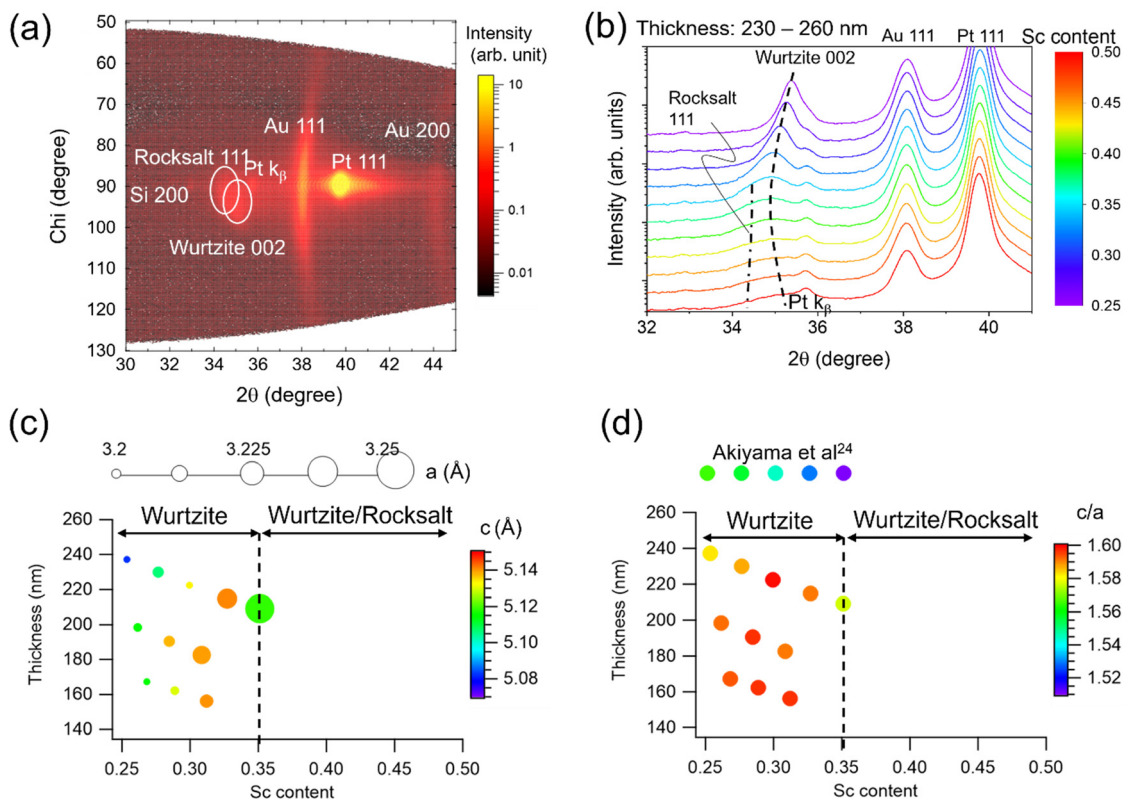 (a)
50
60
70
80
90
100
110
120
130
30
32
34
36
38
40
42
44
Chi (degree)
2θ (degree)
Au 111
Au 200
Rocksalt 111
Pt kβ
Pt 111
Si 200
Wurtzite 002
Intensity
(arb. unit)
10
1
0.1
0.01
(b)
Thickness: 230 – 260 nm
Au 111
Pt 111
Sc content
Wurtzite 002
Rocksalt
111
Pt kβ
Intensity (arb. units)
32
34
36
38
40
2θ (degree)
0.50
0.45
0.40
0.35
0.30
0.25
(c)
3.2
3.225
3.25
a (Å)
Wurtzite
Wurtzite/Rocksalt
260
240
220
200
180
160
140
Thickness (nm)
0.25
0.30
0.35
0.40
0.45
0.50
Sc content
c (Å)
5.14
5.12
5.10
5.08
(d)
Akiyama et al24
Wurtzite
Wurtzite/Rocksalt
260
240
220
200
180
160
140
Thickness (nm)
0.25
0.30
0.35
0.40
0.45
0.50
Sc content
c/a
1.60
1.58
1.56
1.54
1.52